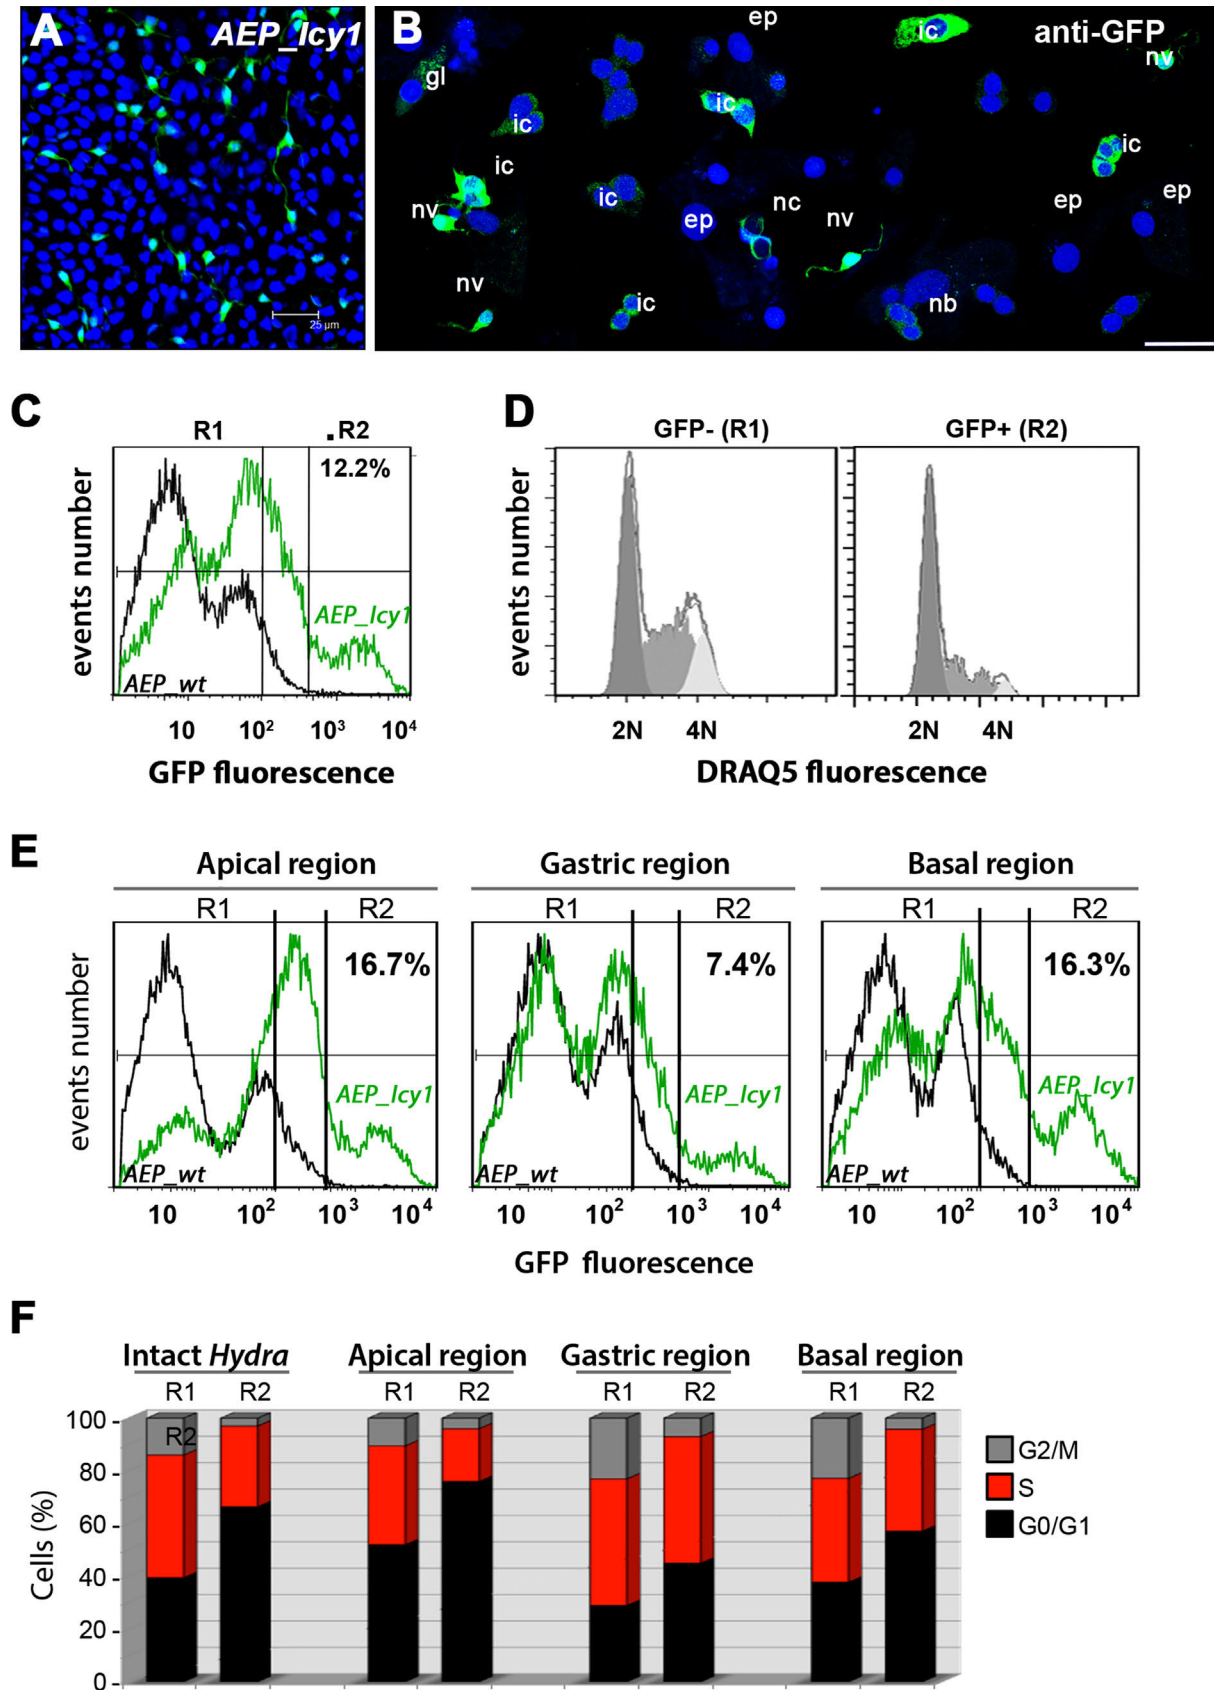 A AEP_Icy1
25 µm
B anti-GFP
ep
ic
nv
gl
ic
ic
ic
ic
nv
ic
ep
nc
nv
ep
ep
nv
ic
nb
C
R1 .R2
12.2%
events number
AEP_Icy1
AEP_wt
10 10² 10³ 10⁴
GFP fluorescence
D
GFP- (R1) GFP+ (R2)
events number
2N 4N 2N 4N
DRAQ5 fluorescence
E
Apical region Gastric region Basal region
R1 R2 R1 R2 R1 R2
16.7% 7.4% 16.3%
events number
AEP_Icy1 AEP_Icy1 AEP_Icy1
AEP_wt AEP_wt AEP_wt
10 10² 10³ 10⁴ 10 10² 10³ 10⁴ 10 10² 10³ 10⁴
GFP fluorescence
F
Intact Hydra Apical region Gastric region Basal region
R1 R2 R1 R2 R1 R2 R1 R2
R2
Cells (%)
100
80
60
40
20
0
G2/M
S
G0/G1